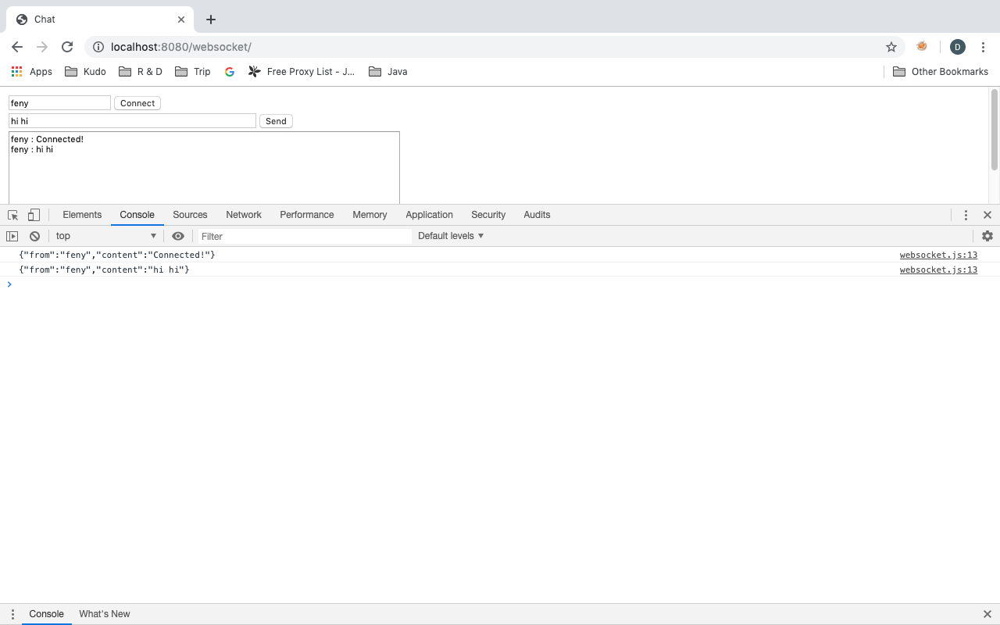 Chat
localhost:8080/websocket/
D
Apps Kudo R & D Trip Free Proxy List - J... Java Other Bookmarks
feny Connect
hi hi Send
feny : Connected!
feny : hi hi
Elements Console Sources Network Performance Memory Application Security Audits
top Filter Default levels
{"from":"feny","content":"Connected!"} websocket.js:13
{"from":"feny","content":"hi hi"} websocket.js:13
Console What's New